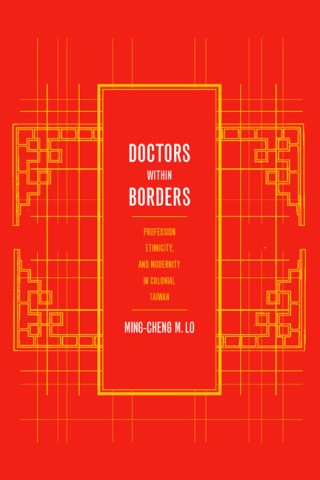 DOCTORS
WITHIN
BORDERS
PROFESSION
ETHNICITY,
AND MODERNITY
IN COLONIAL
TAIWAN
MING-CHENG M. LO